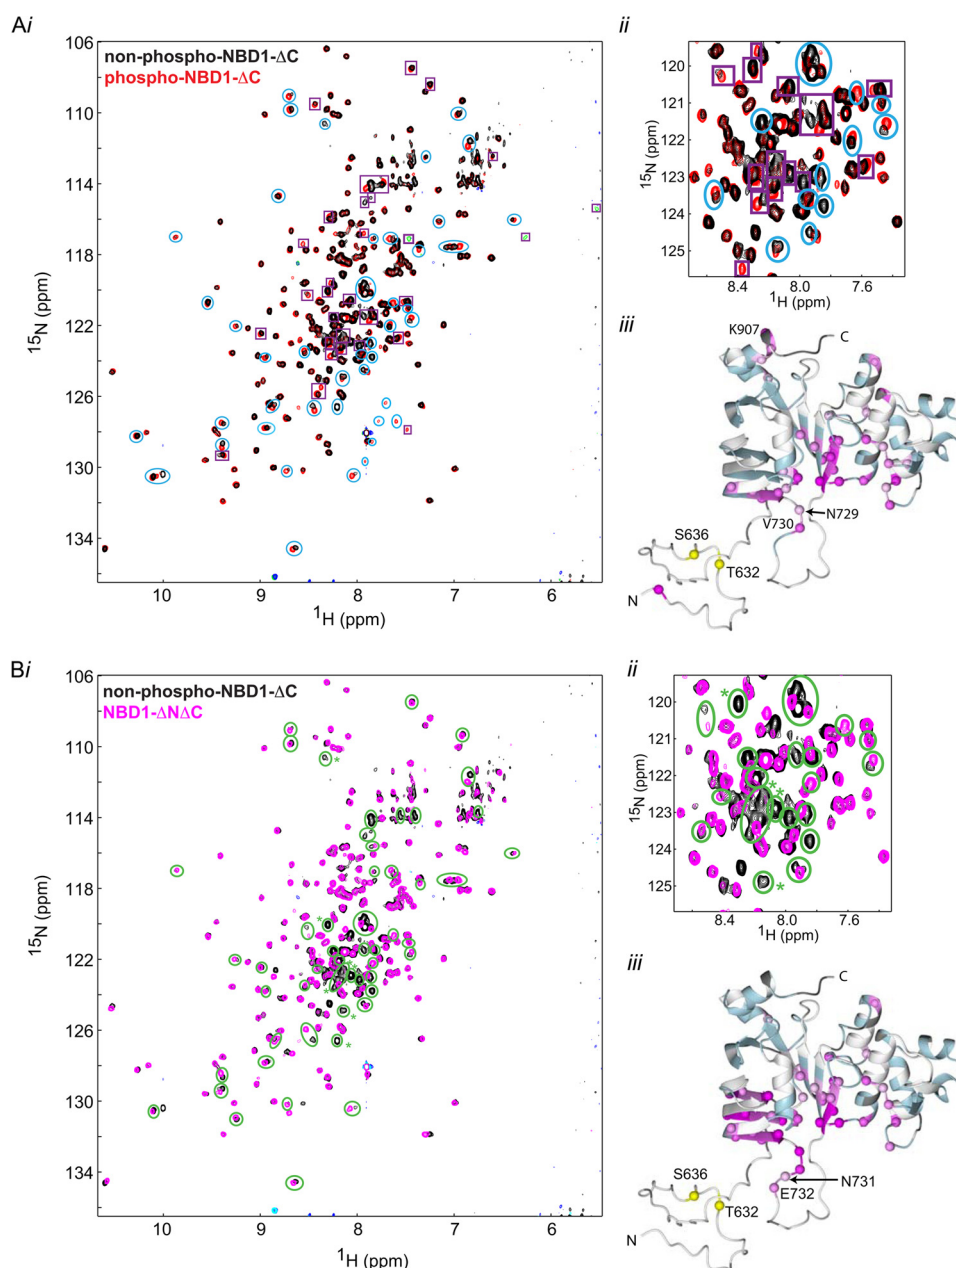 Ai
non-phospho-NBD1-ΔC
phospho-NBD1-ΔC
106
110
114
118
122
126
130
134
15N (ppm)
10
9
8
7
6
1H (ppm)
ii
120
121
122
123
124
125
15N (ppm)
8.4
8.0
7.6
1H (ppm)
iii
K907
C
N729
V730
S636
T632
N
Bi
non-phospho-NBD1-ΔC
NBD1-ΔNΔC
106
110
114
118
122
126
130
134
15N (ppm)
*
*
*
*
*
*
*
10
9
8
7
6
1H (ppm)
ii
120
121
122
123
124
125
15N (ppm)
*
*
*
*
8.4
8.0
7.6
1H (ppm)
iii
C
S636
N731
E732
T632
N